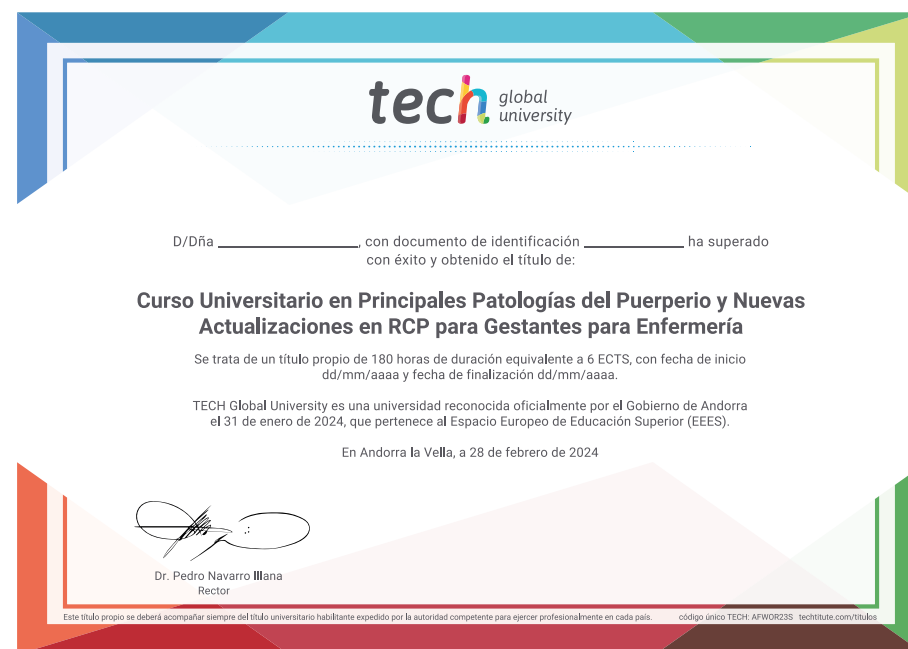 tech global
university
D/Dña ______________, con documento de identificación __________ ha superado
con éxito y obtenido el título de:
Curso Universitario en Principales Patologías del Puerperio y Nuevas
Actualizaciones en RCP para Gestantes para Enfermería
Se trata de un título propio de 180 horas de duración equivalente a 6 ECTS, con fecha de inicio
dd/mm/aaaa y fecha de finalización dd/mm/aaaa.
TECH Global University es una universidad reconocida oficialmente por el Gobierno de Andorra
el 31 de enero de 2024, que pertenece al Espacio Europeo de Educación Superior (EEES).
En Andorra la Vella, a 28 de febrero de 2024
Dr. Pedro Navarro Illana
Rector
Este título propio se deberá acompañar siempre del título universitario habilitante expedido por la autoridad competente para ejercer profesionalmente en cada país. código único TECH: AFWOR23S techtitute.com/titulos